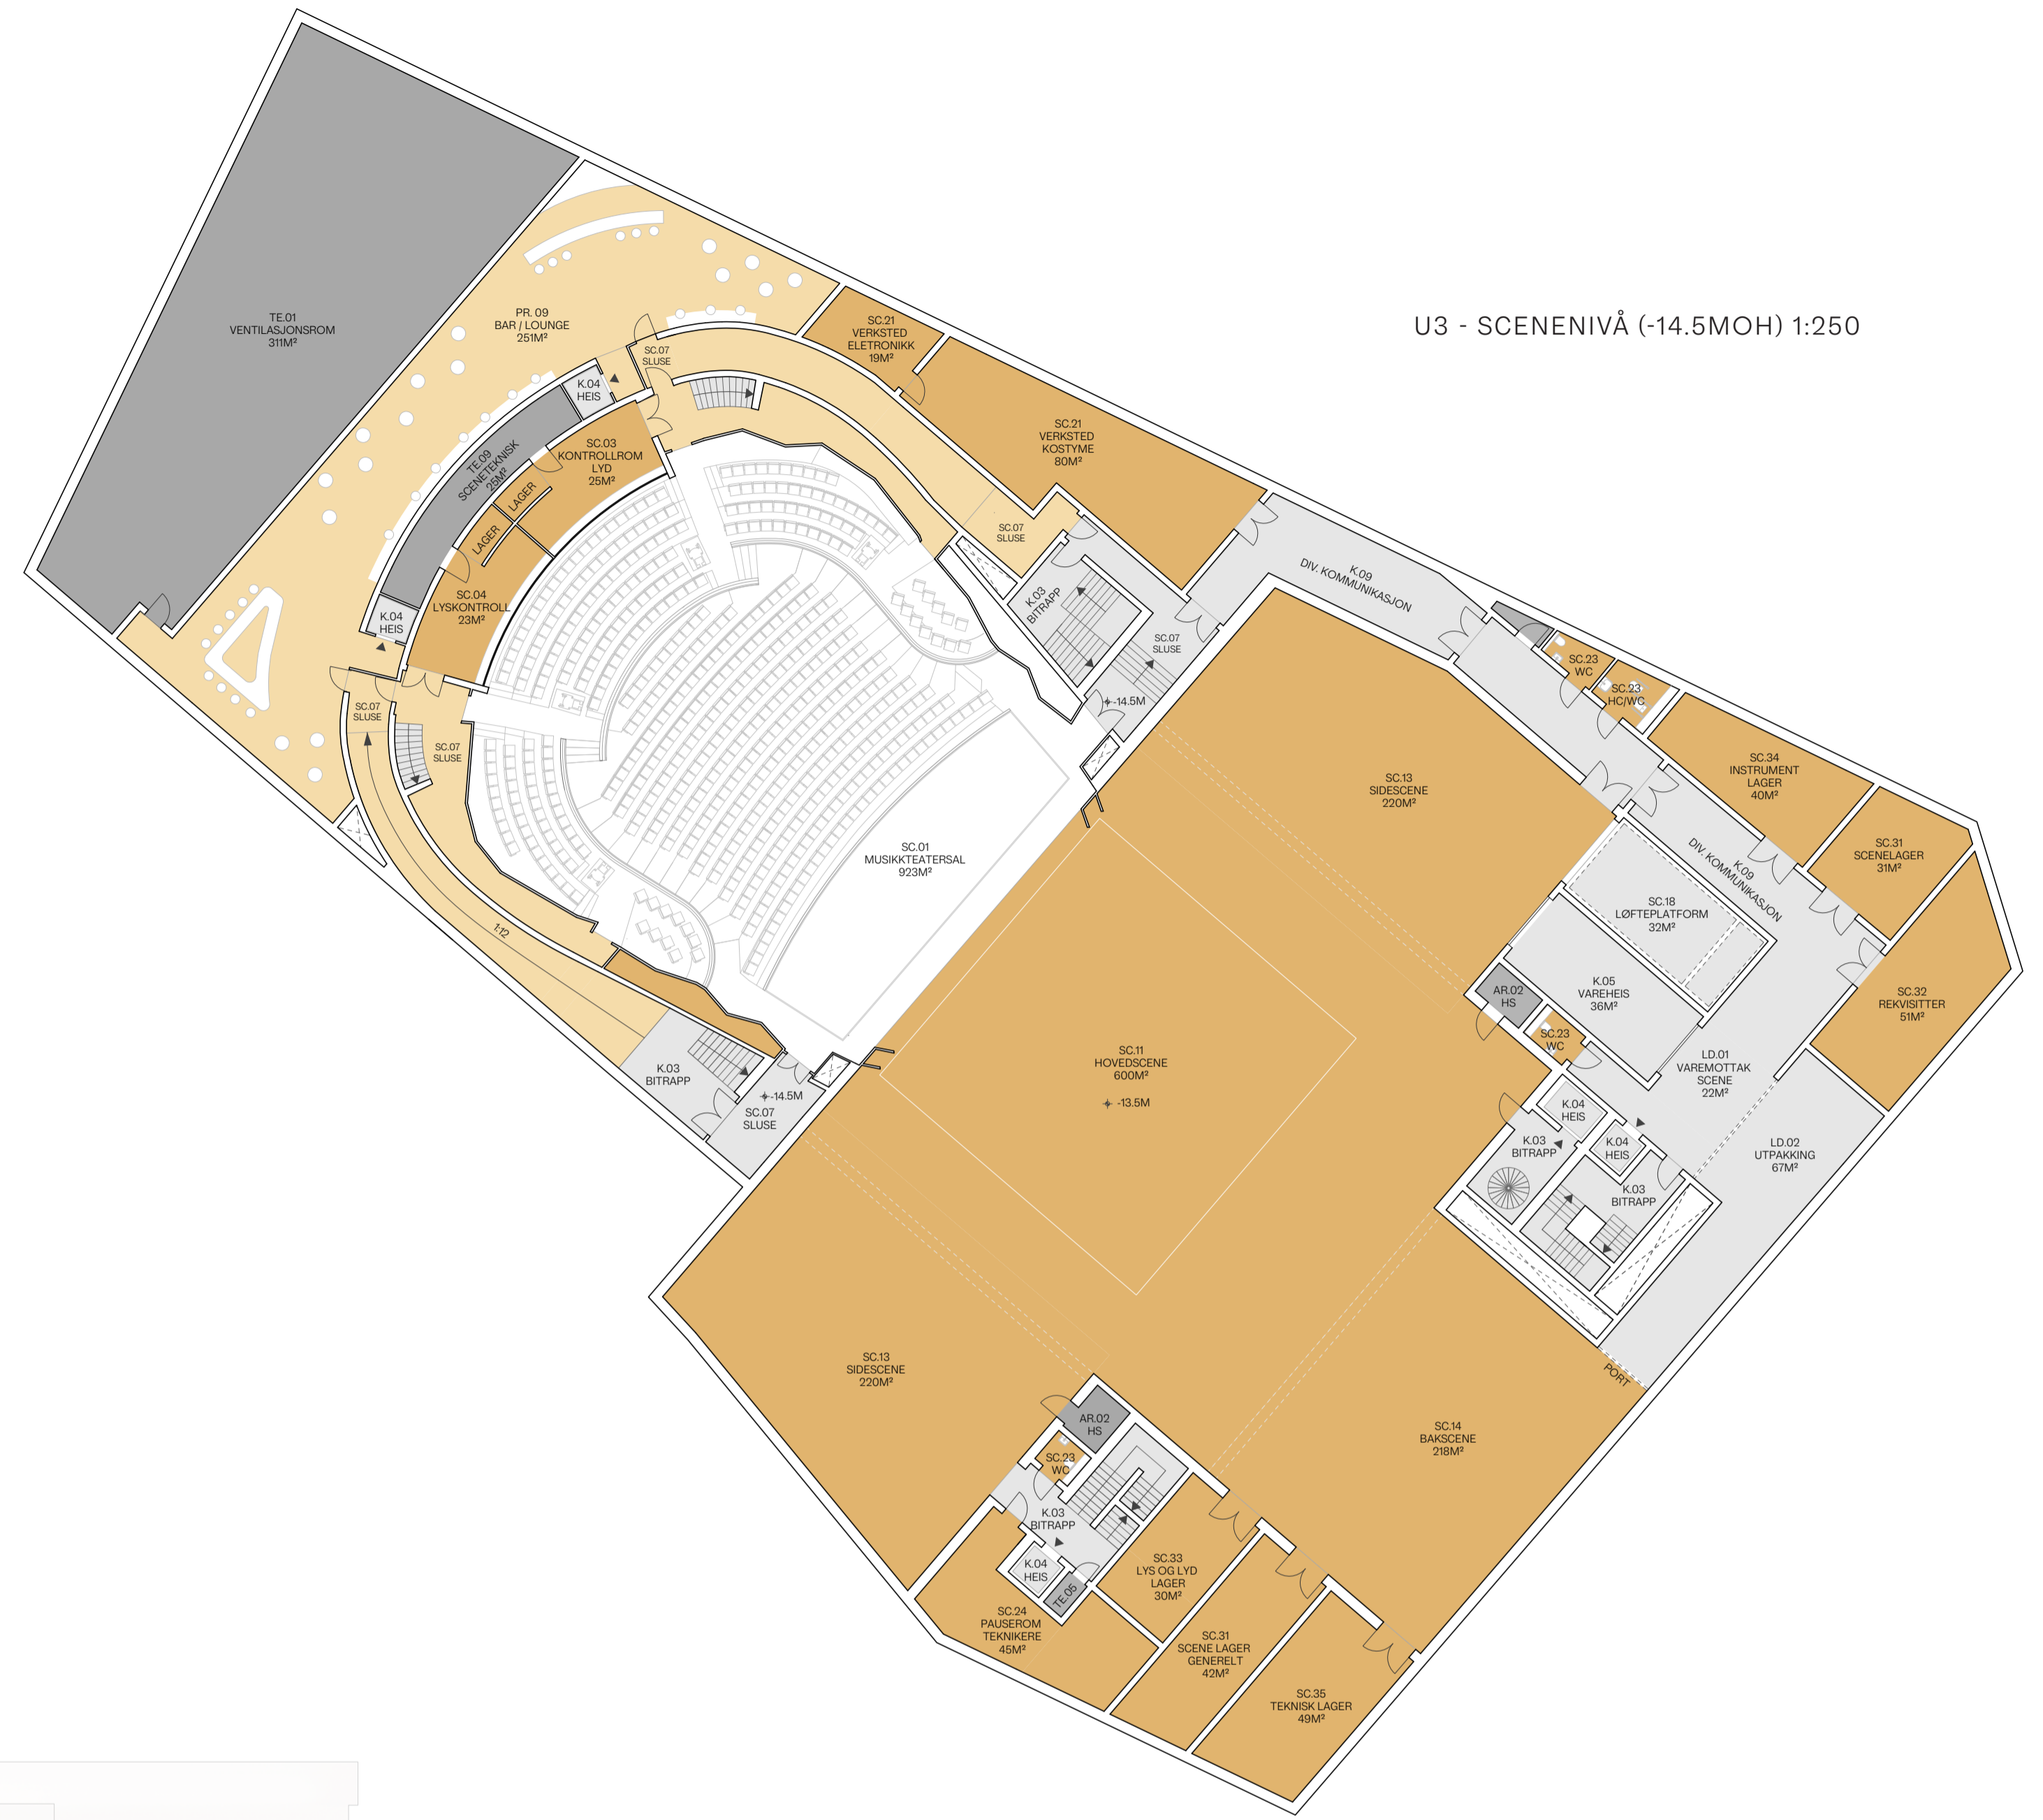 U3 - SCENENIVÅ (-14.5MOH) 1:250
TE.01
VENTILASJONSROM
311M²
PR. 09
BAR / LOUNGE
251M²
SC.07
SLUSE
K.04
HEIS
SC.21
VERKSTED
ELETRONIKK
19M²
SC.21
VERKSTED
KOSTYME
80M²
TE.09
SCENETEKNISK
25M²
SC.03
KONTROLLROM
LYD
25M²
LAGER
LAGER
SC.04
LYSKONTROLL
23M²
K.04
HEIS
SC.07
SLUSE
SC.07
SLUSE
SC.07
SLUSE
K.03
BITRAPP
SC.07
SLUSE
-14.5M
K.09
DIV. KOMMUNIKASJON
SC.23
WC
SC.23
HC/WC
SC.34
INSTRUMENT
LAGER
40M²
SC.31
SCENELAGER
31M²
SC.13
SIDESCENE
220M²
SC.01
MUSIKKTEATERSAL
923M²
K.09
DIV. KOMMUNIKASJON
SC.18
LØFTEPLATFORM
32M²
K.05
VAREHEIS
36M²
AR.02
HS
SC.23
WC
SC.32
REKVISITTER
51M²
1:12
SC.11
HOVEDSCENE
600M²
-13.5M
LD.01
VAREMOTTAK
SCENE
22M²
K.03
BITRAPP
-14.5M
SC.07
SLUSE
K.04
HEIS
K.04
HEIS
K.03
BITRAPP
K.03
BITRAPP
LD.02
UTPAKKING
67M²
PORT
SC.13
SIDESCENE
220M²
AR.02
HS
SC.23
WC
SC.14
BAKSCENE
218M²
K.03
BITRAPP
K.04
HEIS
TE.05
SC.33
LYS OG LYD
LAGER
30M²
SC.24
PAUSEROM
TEKNIKERE
45M²
SC.31
SCENE LAGER
GENERELT
42M²
SC.35
TEKNISK LAGER
49M²